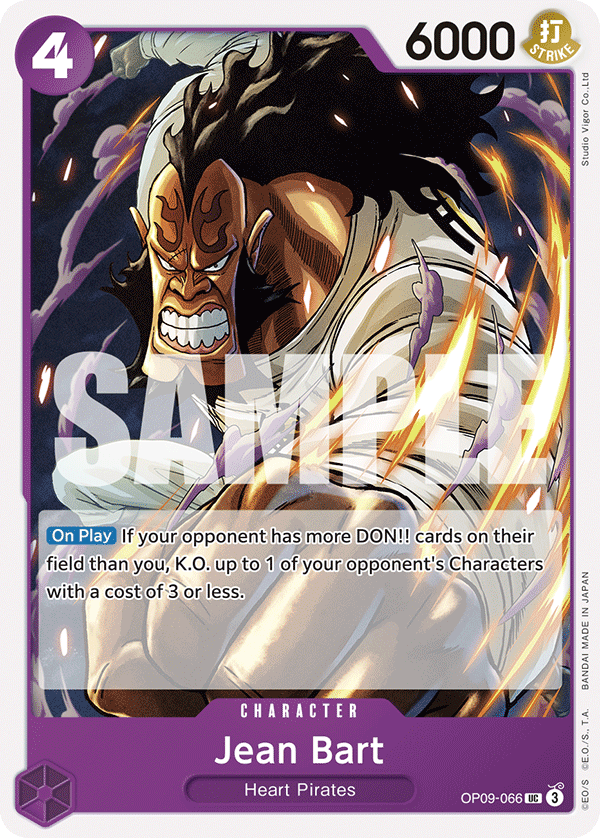 4
6000
打
STRIKE
Studio Vigor Co.,Ltd
SAMPLE
On Play If your opponent has more DON!! cards on their
field than you, K.O. up to 1 of your opponent's Characters
with a cost of 3 or less.
CHARACTER
Jean Bart
Heart Pirates
OP09-066 UC 3
©EO/S ©E.O./S., T.A. BANDAI MADE IN JAPAN